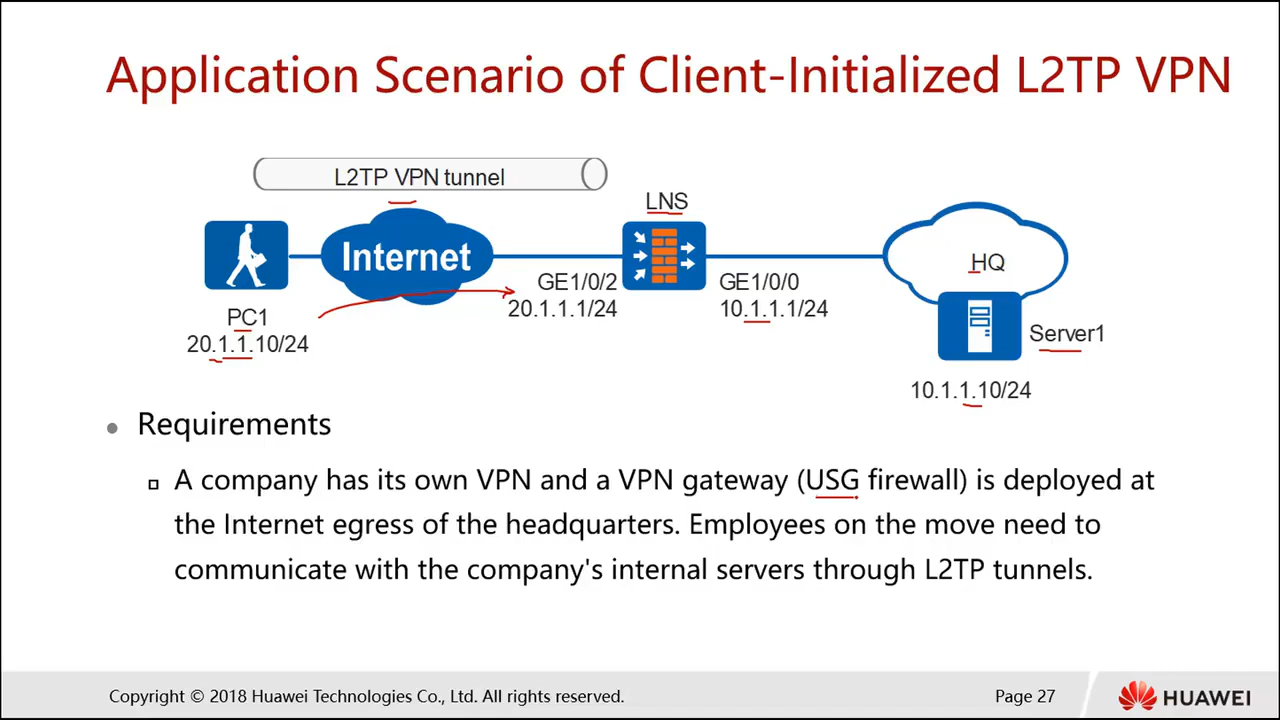 Application Scenario of Client-Initialized L2TP VPN
L2TP VPN tunnel
LNS
Internet
HQ
GE1/0/2
GE1/0/0
20.1.1.1/24
10.1.1.1/24
PC1
20.1.1.10/24
Server1
10.1.1.10/24
Requirements
A company has its own VPN and a VPN gateway (USG firewall) is deployed at
the Internet egress of the headquarters. Employees on the move need to
communicate with the company's internal servers through L2TP tunnels.
Copyright © 2018 Huawei Technologies Co., Ltd. All rights reserved.
Page 27
HUAWEI